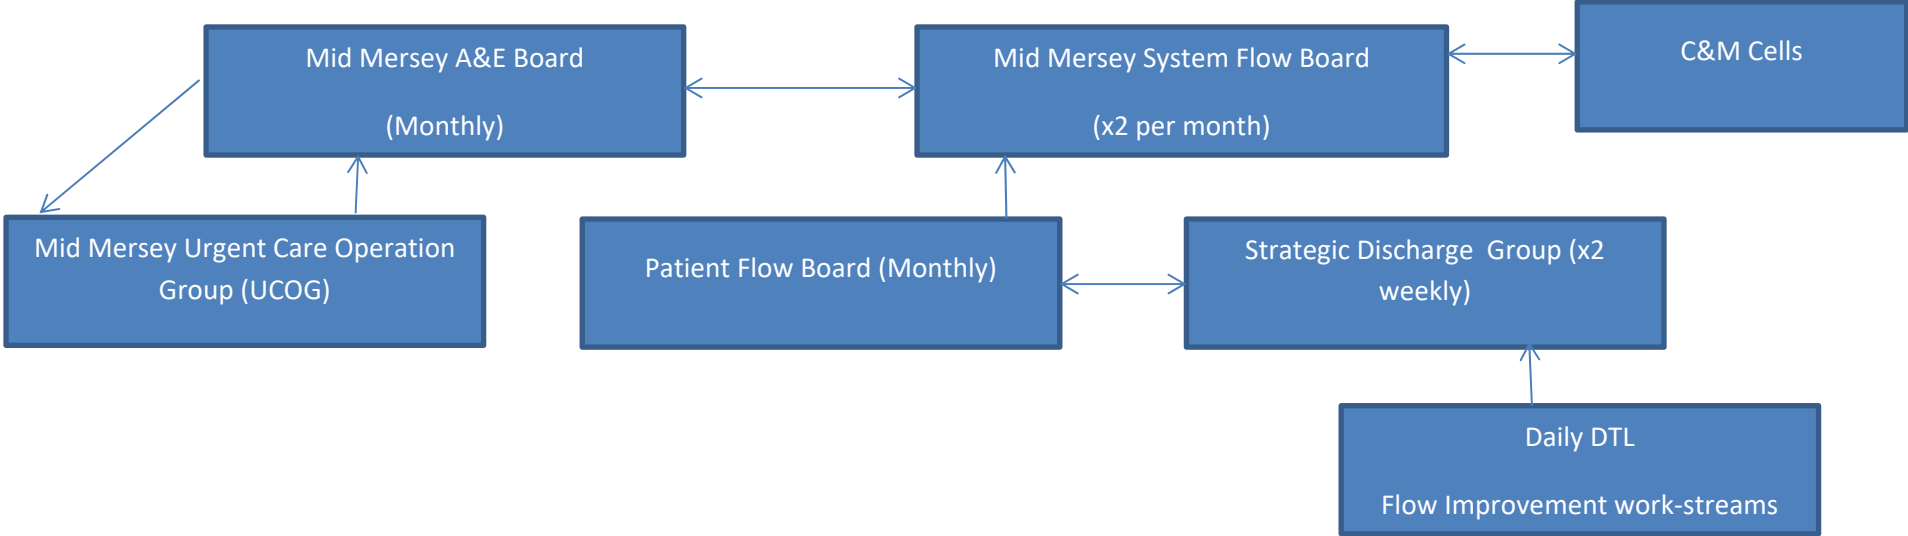 Mid Mersey A&E Board
(Monthly)
Mid Mersey System Flow Board
(x2 per month)
C&M Cells
Mid Mersey Urgent Care Operation
Group (UCOG)
Patient Flow Board (Monthly)
Strategic Discharge  Group (x2
weekly)
Daily DTL
Flow Improvement work-streams